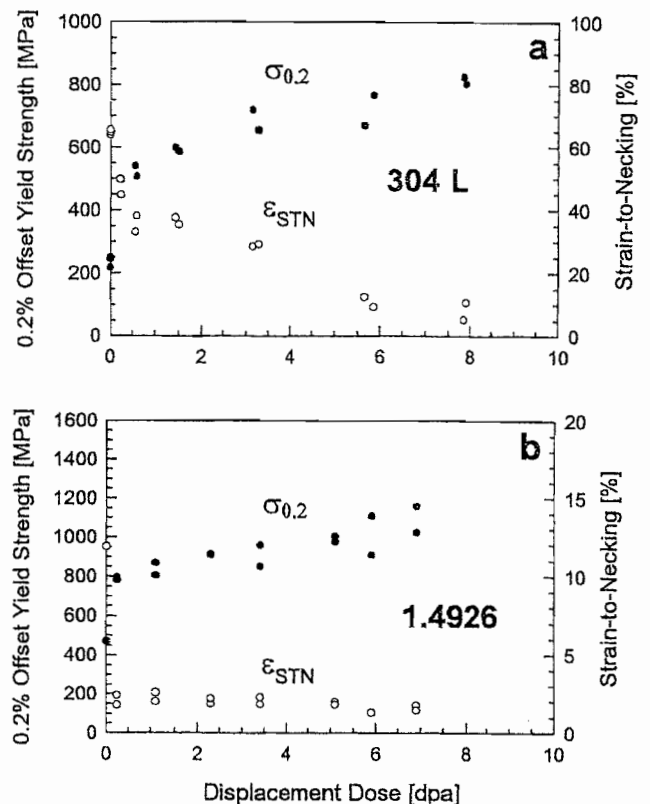 a
0.2% Offset Yield Strength [MPa]
1000
800
600
400
200
0
σ0.2
304 L
εSTN
100
80
60
40
20
0
Strain-to-Necking [%]
0 2 4 6 8 10
b
0.2% Offset Yield Strength [MPa]
1600
1400
1200
1000
800
600
400
200
0
σ0.2
1.4926
εSTN
20
15
10
5
0
Strain-to-Necking [%]
0 2 4 6 8 10
Displacement Dose [dpa]